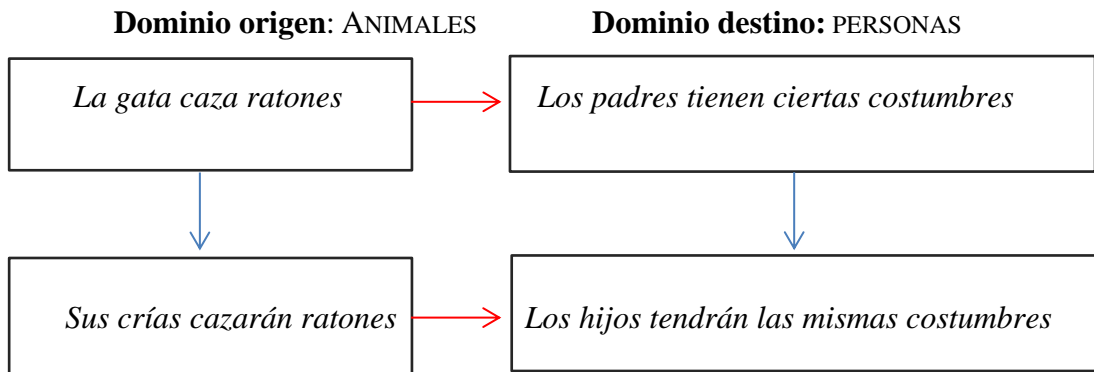 Dominio origen: ANIMALES Dominio destino: PERSONAS
La gata caza ratones Los padres tienen ciertas costumbres
Sus crías cazarán ratones Los hijos tendrán las mismas costumbres